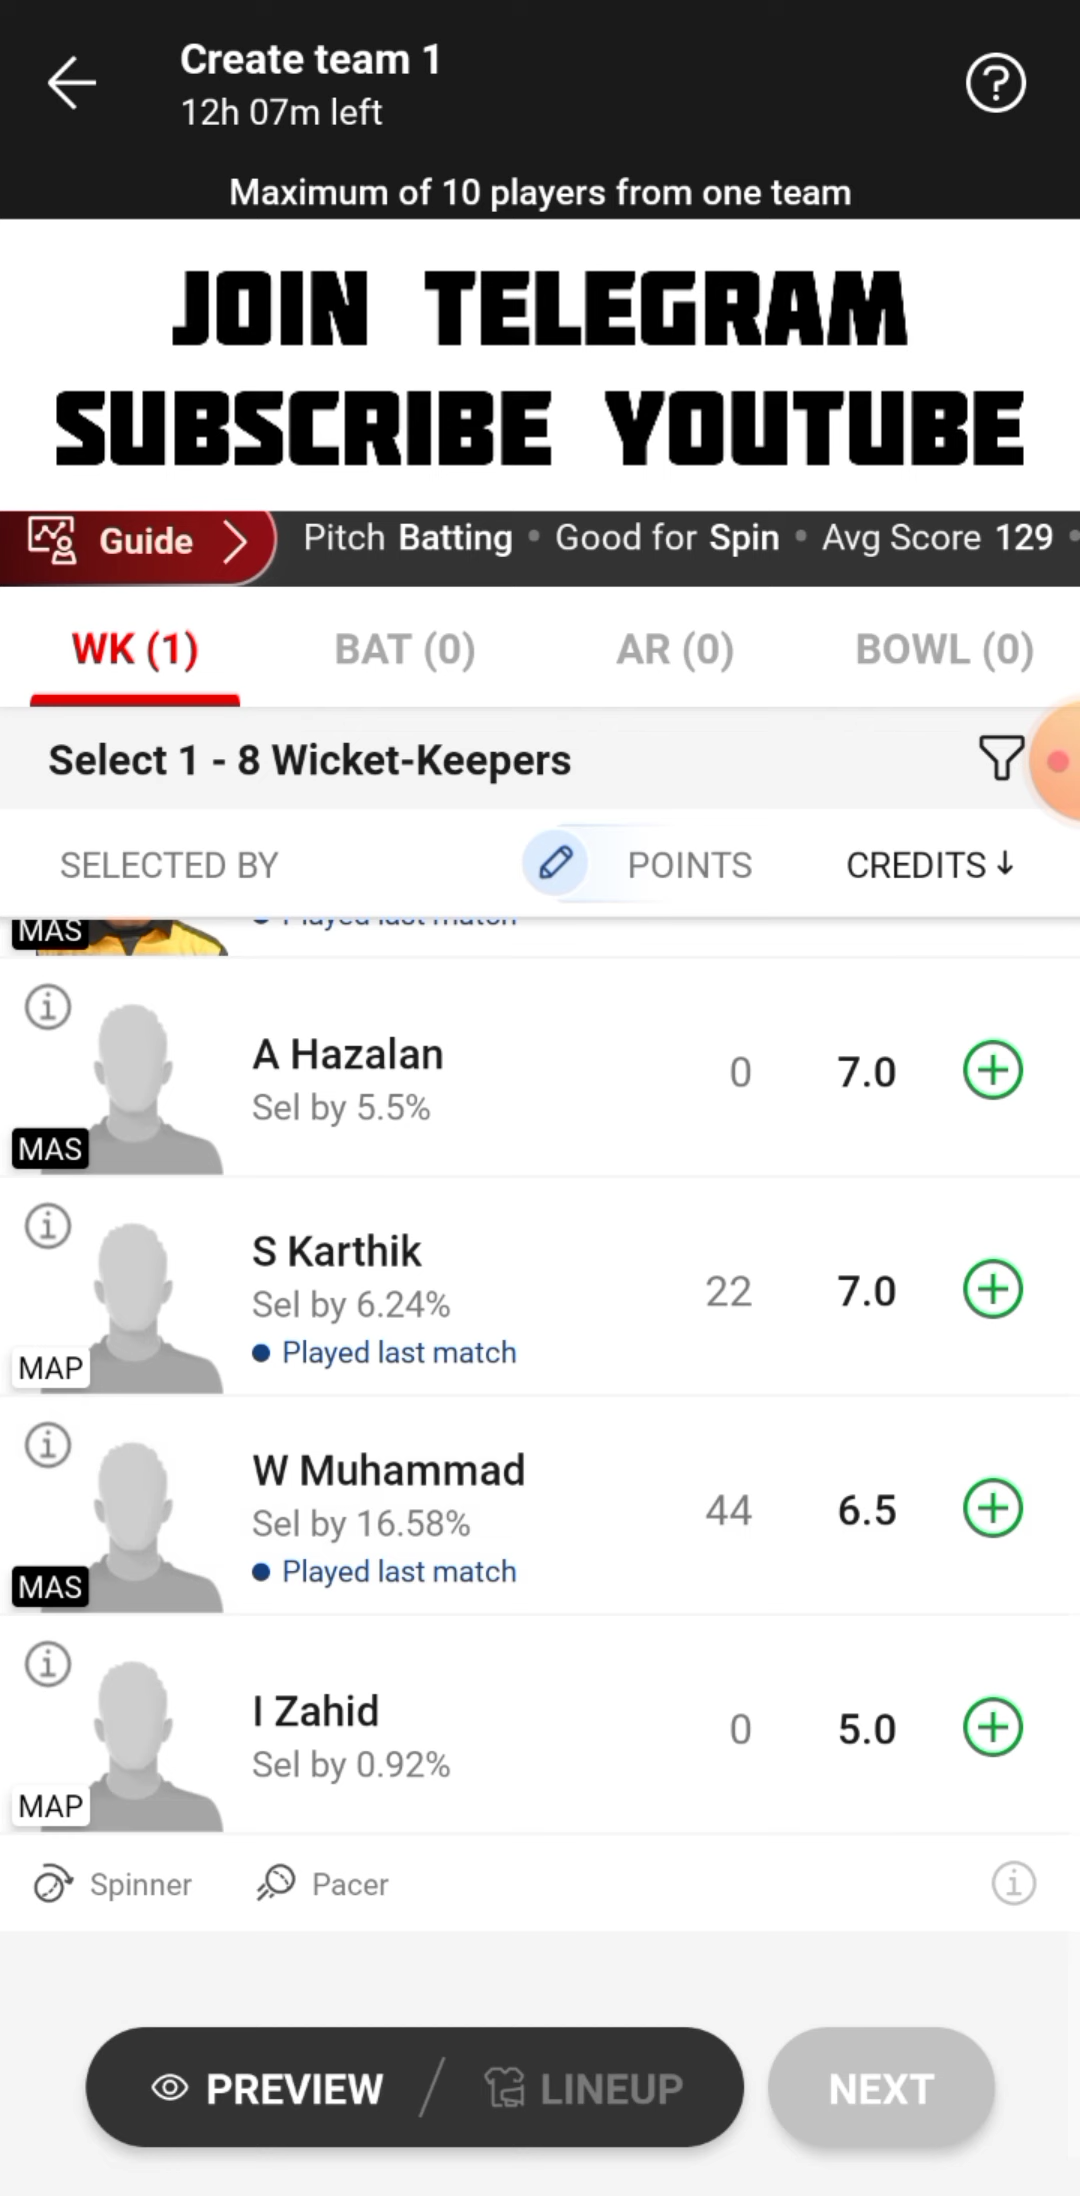 Create team 1
12h 07m left
Maximum of 10 players from one team
JOIN TELEGRAM
SUBSCRIBE YOUTUBE
Guide Pitch Batting • Good for Spin • Avg Score 129 •
WK (1) BAT (0) AR (0) BOWL (0)
Select 1 - 8 Wicket-Keepers
SELECTED BY POINTS CREDITS ↓
MAS • Played last match
A Hazalan 0 7.0
Sel by 5.5%
MAS
S Karthik 22 7.0
Sel by 6.24%
• Played last match
MAP
W Muhammad 44 6.5
Sel by 16.58%
• Played last match
MAS
I Zahid 0 5.0
Sel by 0.92%
MAP
Spinner Pacer
PREVIEW / LINEUP NEXT